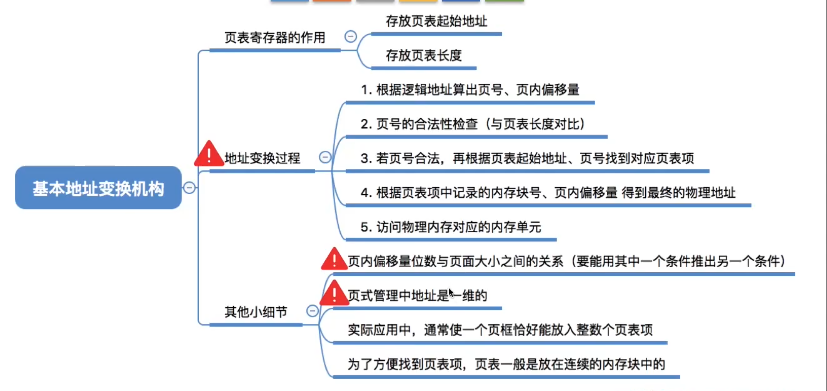 基本地址变换机构
页表寄存器的作用
存放页表起始地址
存放页表长度
地址变换过程
1. 根据逻辑地址算出页号、页内偏移量
2. 页号的合法性检查（与页表长度对比）
3. 若页号合法，再根据页表起始地址、页号找到对应页表项
4. 根据页表项中记录的内存块号、页内偏移量 得到最终的物理地址
5. 访问物理内存对应的内存单元
其他小细节
页内偏移量位数与页面大小之间的关系（要能用其中一个条件推出另一个条件）
页式管理中地址是一维的
实际应用中，通常使一个页框恰好能放入整数个页表项
为了方便找到页表项，页表一般是放在连续的内存块中的